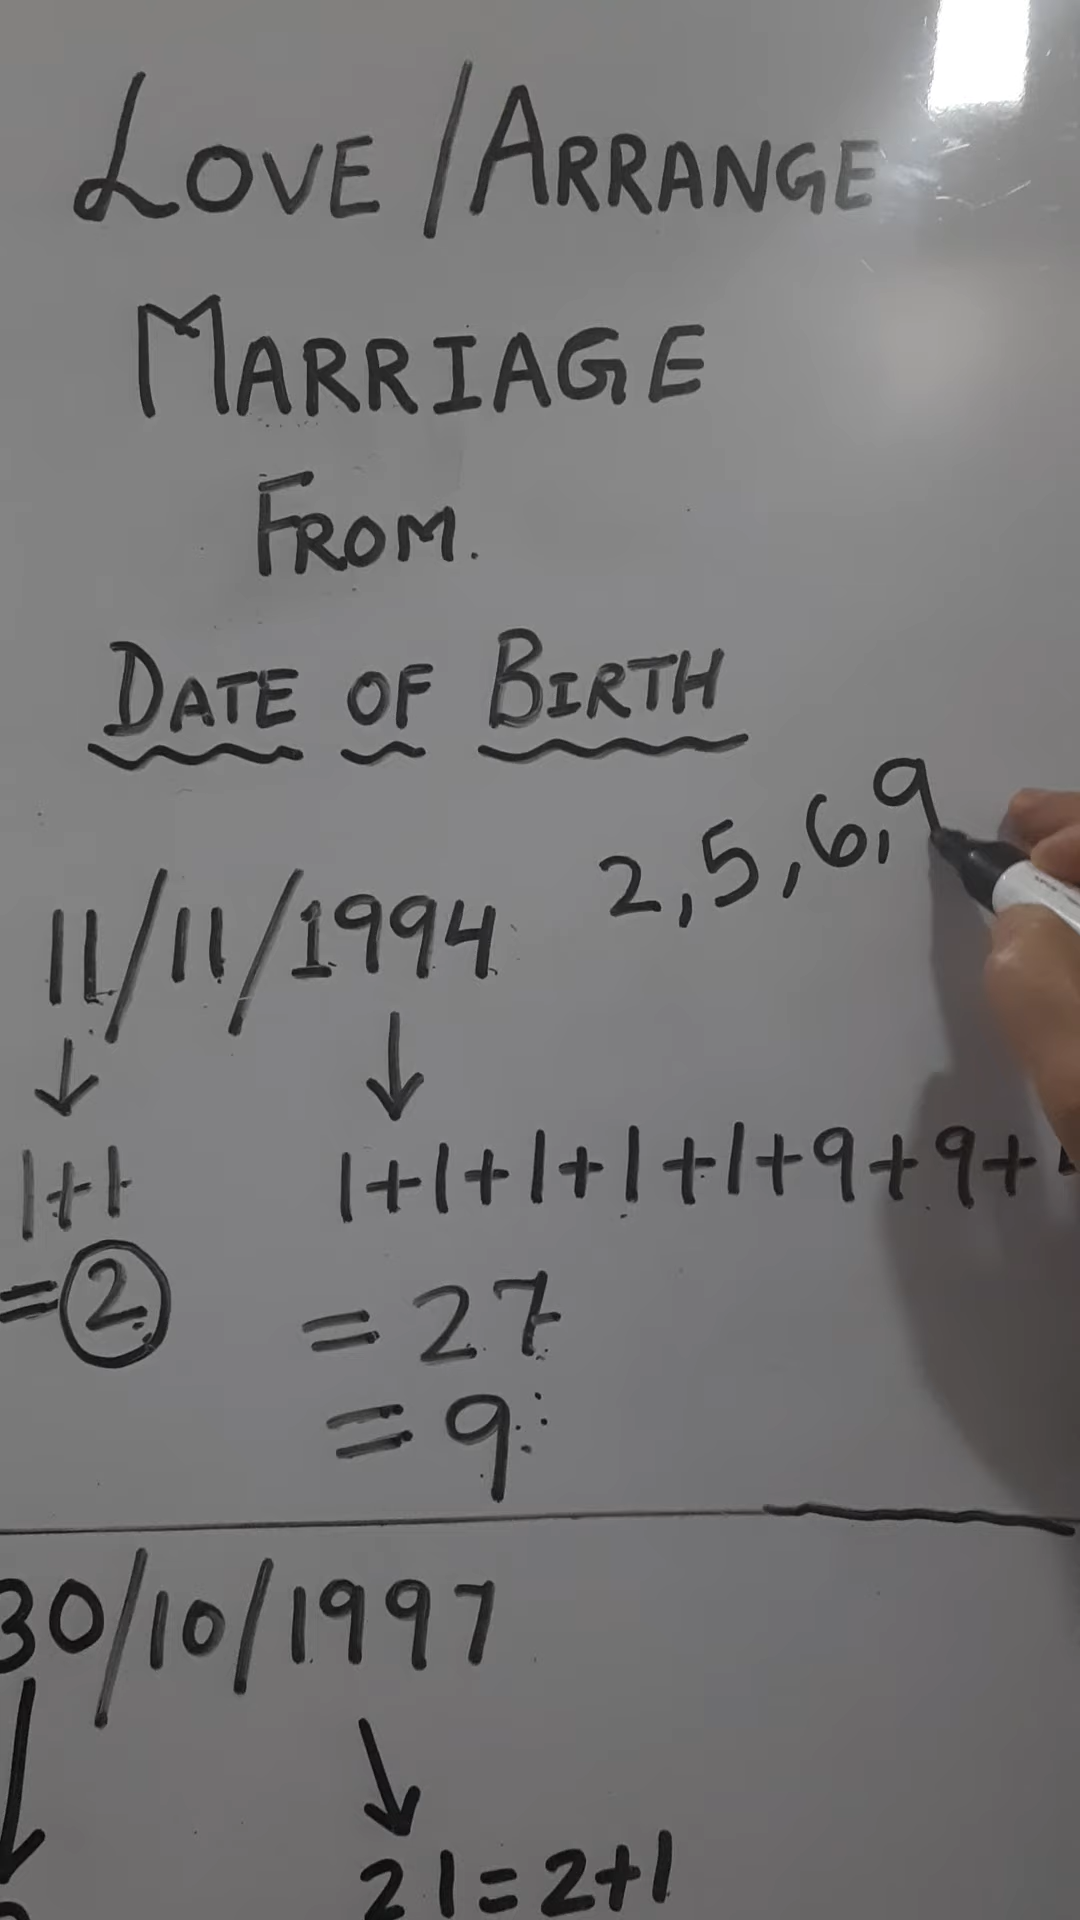 LOVE/ARRANGE
MARRIAGE
FROM.
DATE OF BIRTH
2,5,6,9
11/11/1994
1+1
=2
1+1+1+1+1+9+9+
=27
=9
30/10/1997
21=2+1